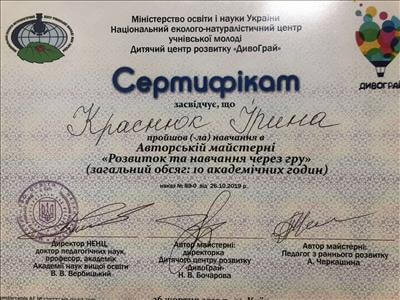 Міністерство освіти і науки України
Національний еколого-натуралістичний центр
учнівської молоді
Дитячий центр розвитку «ДивоГрай»
ДИВОГРАЙ
Сертифікат
засвідчує, що
Краснюк Ірина
пройшов (-ла) навчання в
Авторській майстерні
«Розвиток та навчання через гру»
(загальний обсяг: 10 академічних годин)
наказ № 89-0 від 26.10.2019 р.
Директор НЕНЦ,
доктор педагогічних наук,
професор, академік
Академії наук вищої освіти
В. В. Вербицький
Автор майстерні:
директорка
Дитячого центру розвитку
«ДивоГрай»
Н. В. Бочарова
Автор майстерні:
Педагог з раннього розвитку
А. Черкашина